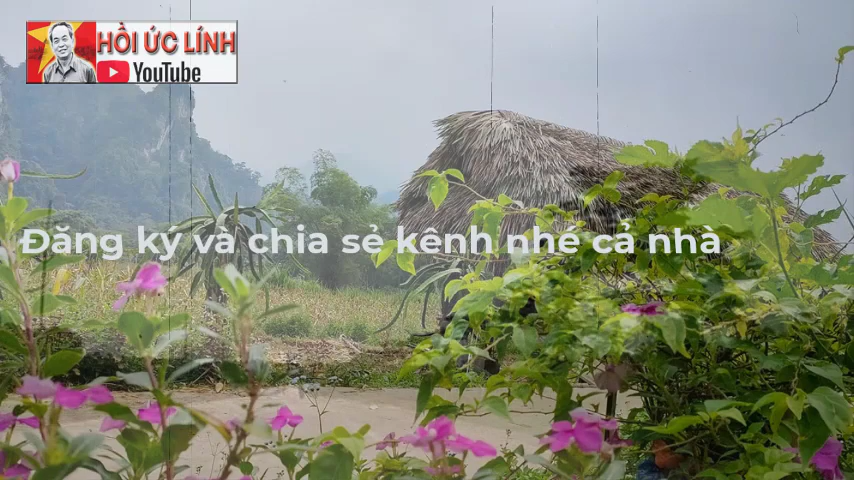 HỒI ỨC LÍNH
YouTube
Đăng ký và chia sẻ kênh nhé cả nhà